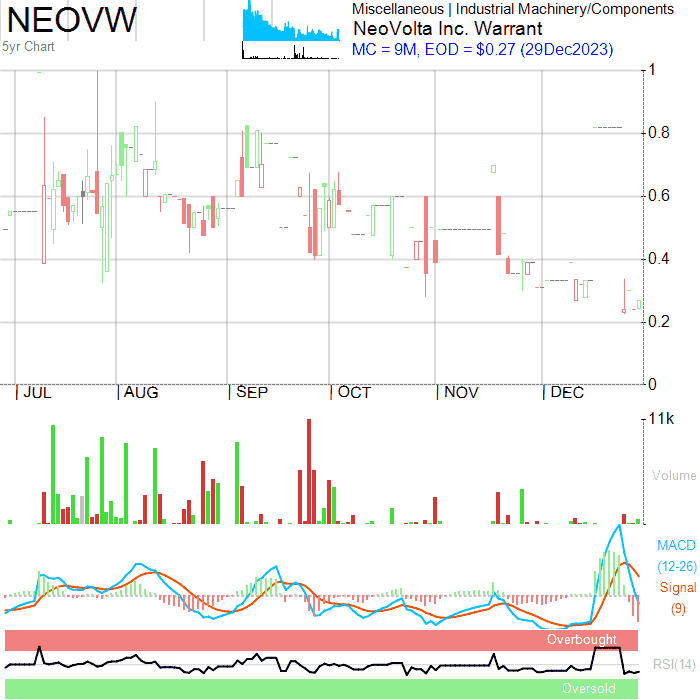 NEOVW
5yr Chart
Miscellaneous | Industrial Machinery/Components
NeoVolta Inc. Warrant
MC = 9M, EOD = $0.27 (29Dec2023)
1
0.8
0.6
0.4
0.2
0
JUL
AUG
SEP
OCT
NOV
DEC
11k
Volume
MACD
(12-26)
Signal
(9)
Overbought
RSI(14)
Oversold